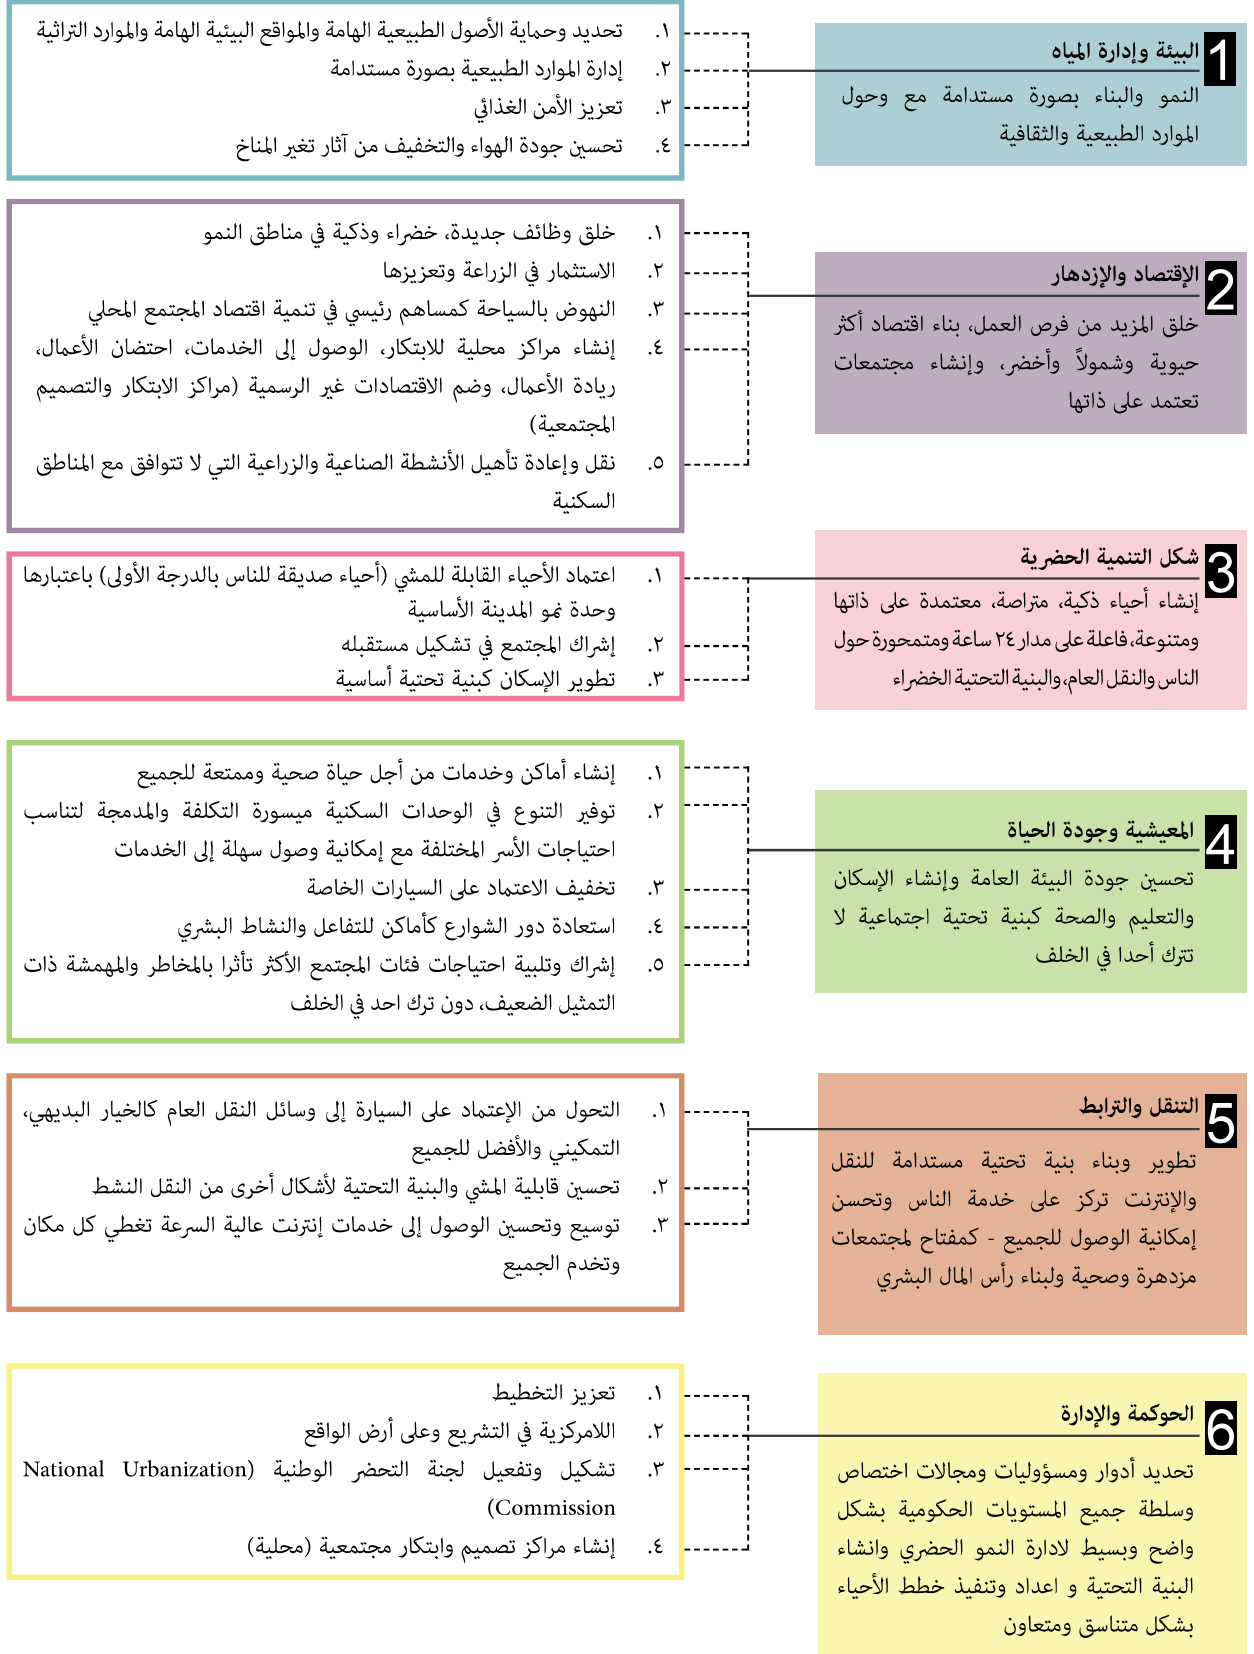 1
البيئة وإدارة المياه
النمو والبناء بصورة مستدامة مع وحول
الموارد الطبيعية والثقافية
١. تحديد وحماية الأصول الطبيعية الهامة والمواقع البيئية الهامة والموارد التراثية
٢. إدارة الموارد الطبيعية بصورة مستدامة
٣. تعزيز الأمن الغذائي
٤. تحسين جودة الهواء والتخفيف من آثار تغير المناخ
2
الإقتصاد والإزدهار
خلق المزيد من فرص العمل، بناء اقتصاد أكثر
حيوية وشمولاً وأخضر، وإنشاء مجتمعات
تعتمد على ذاتها
١. خلق وظائف جديدة، خضراء وذكية في مناطق النمو
٢. الاستثمار في الزراعة وتعزيزها
٣. النهوض بالسياحة كمساهم رئيسي في تنمية اقتصاد المجتمع المحلي
٤. إنشاء مراكز محلية للابتكار، الوصول إلى الخدمات، احتضان الأعمال،
ريادة الأعمال، وضم الاقتصادات غير الرسمية (مراكز الابتكار والتصميم
المجتمعية)
٥. نقل وإعادة تأهيل الأنشطة الصناعية والزراعية التي لا تتوافق مع المناطق
السكنية
3
شكل التنمية الحضرية
إنشاء أحياء ذكية، متراصة، معتمدة على ذاتها
ومتنوعة، فاعلة على مدار ٢٤ ساعة ومتمحورة حول
الناس والنقل العام، والبنية التحتية الخضراء
١. اعتماد الأحياء القابلة للمشي (أحياء صديقة للناس بالدرجة الأولى) باعتبارها
وحدة نمو المدينة الأساسية
٢. إشراك المجتمع في تشكيل مستقبله
٣. تطوير الإسكان كبنية تحتية أساسية
4
المعيشية وجودة الحياة
تحسين جودة البيئة العامة وإنشاء الإسكان
والتعليم والصحة كبنية تحتية اجتماعية لا
تترك أحدا في الخلف
١. إنشاء أماكن وخدمات من أجل حياة صحية وممتعة للجميع
٢. توفير التنوع في الوحدات السكنية ميسورة التكلفة والمدمجة لتناسب
احتياجات الأسر المختلفة مع إمكانية وصول سهلة إلى الخدمات
٣. تخفيف الاعتماد على السيارات الخاصة
٤. استعادة دور الشوارع كأماكن للتفاعل والنشاط البشري
٥. إشراك وتلبية احتياجات فئات المجتمع الأكثر تأثرا بالمخاطر والمهمشة ذات
التمثيل الضعيف، دون ترك احد في الخلف
5
التنقل والترابط
تطوير وبناء بنية تحتية مستدامة للنقل
والإنترنت تركز على خدمة الناس وتحسن
إمكانية الوصول للجميع - كمفتاح لمجتمعات
مزدهرة وصحية ولبناء رأس المال البشري
١. التحول من الإعتماد على السيارة إلى وسائل النقل العام كالخيار البديهي،
التمكيني والأفضل للجميع
٢. تحسين قابلية المشي والبنية التحتية لأشكال أخرى من النقل النشط
٣. توسيع وتحسين الوصول إلى خدمات إنترنت عالية السرعة تغطي كل مكان
وتخدم الجميع
6
الحوكمة والإدارة
تحديد أدوار ومسؤوليات ومجالات اختصاص
وسلطة جميع المستويات الحكومية بشكل
واضح وبسيط لادارة النمو الحضري وانشاء
البنية التحتية و اعداد وتنفيذ خطط الأحياء
بشكل متناسق ومتعاون
١. تعزيز التخطيط
٢. اللامركزية في التشريع وعلى أرض الواقع
٣. تشكيل وتفعيل لجنة التحضر الوطنية (National Urbanization
Commission)
٤. إنشاء مراكز تصميم وابتكار مجتمعية (محلية)